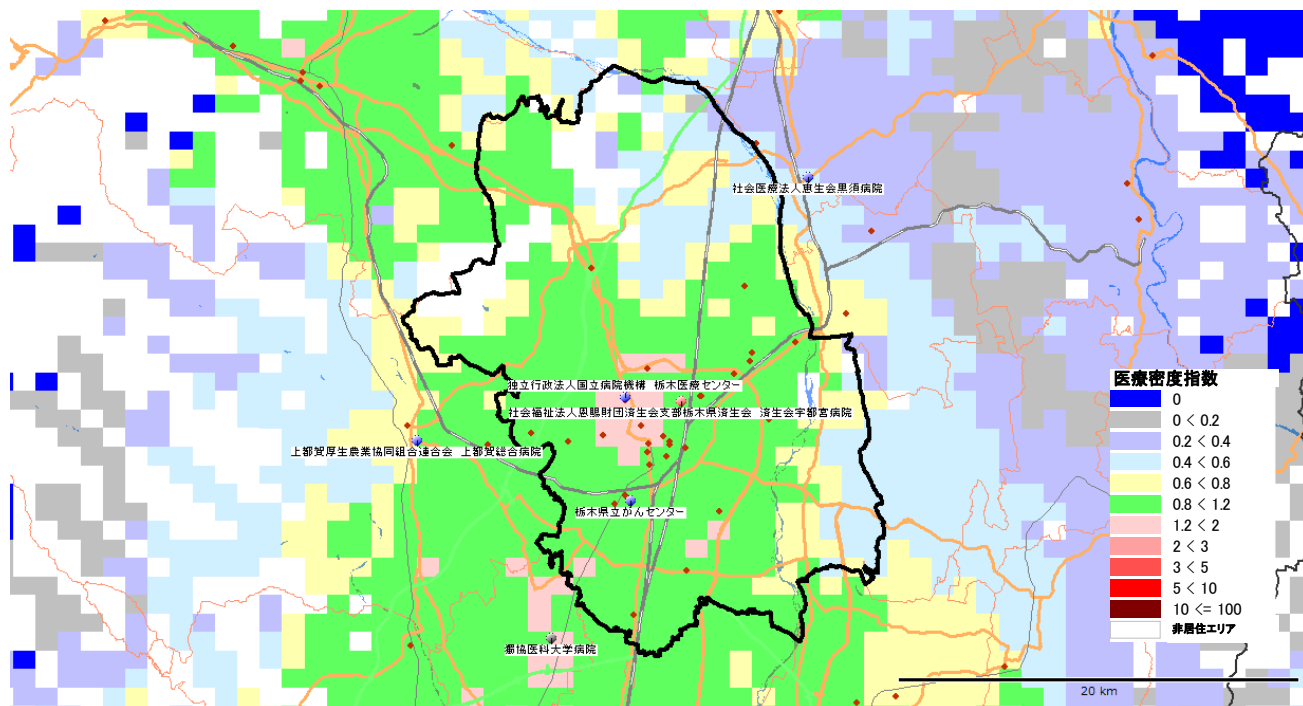 社会医療法人恵生会黒須病院
独立行政法人国立病院機構 栃木医療センター
社会福祉法人恩賜財団済生会支部栃木県済生会 済生会宇都宮病院
上都賀厚生農業協同組合連合会 上都賀総合病院
栃木県立がんセンター
獨協医科大学病院
医療密度指数
0
0 < 0.2
0.2 < 0.4
0.4 < 0.6
0.6 < 0.8
0.8 < 1.2
1.2 < 2
2 < 3
3 < 5
5 < 10
10 <= 100
非居住エリア
20 km